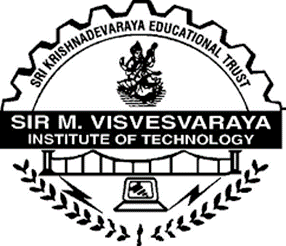 SRI KRISHNADEVARAYA EDUCATIONAL TRUST
SIR M. VISVESVARAYA
INSTITUTE OF TECHNOLOGY